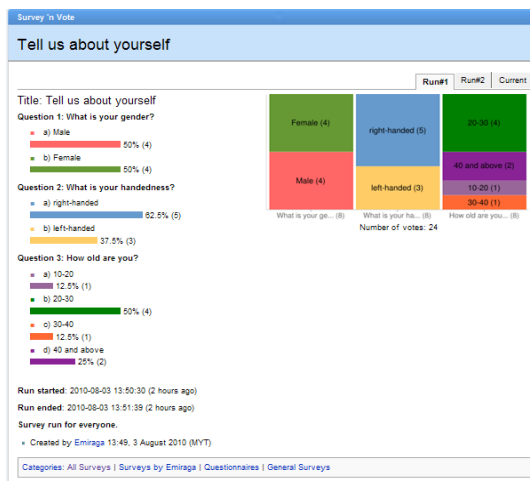 Survey 'n Vote
Tell us about yourself
Run#1 Run#2 Current
Title: Tell us about yourself
Question 1: What is your gender?
a) Male
50% (4)
b) Female
50% (4)
Question 2: What is your handedness?
a) right-handed
62.5% (5)
b) left-handed
37.5% (3)
Question 3: How old are you?
a) 10-20
12.5% (1)
b) 20-30
50% (4)
c) 30-40
12.5% (1)
d) 40 and above
25% (2)
Female (4)
Male (4)
What is your ge... (8)
right-handed (5)
left-handed (3)
What is your ha... (8)
20-30 (4)
40 and above (2)
10-20 (1)
30-40 (1)
How old are you... (8)
Number of votes: 24
Run started: 2010-08-03 13:50:30 (2 hours ago)
Run ended: 2010-08-03 13:51:39 (2 hours ago)
Survey run for everyone.
Created by Emiraga 13:49, 3 August 2010 (MYT)
Categories: All Surveys | Surveys by Emiraga | Questionnaires | General Surveys